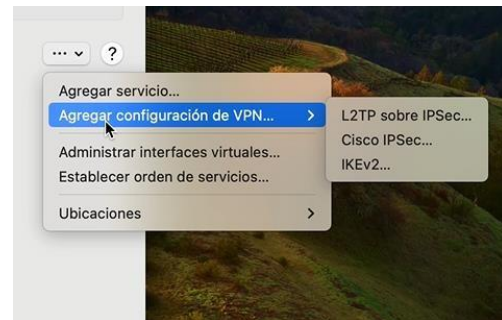 ... ?
Agregar servicio...
Agregar configuración de VPN...
Administrar interfaces virtuales...
Establecer orden de servicios...
Ubicaciones
L2TP sobre IPSec...
Cisco IPSec...
IKEv2...